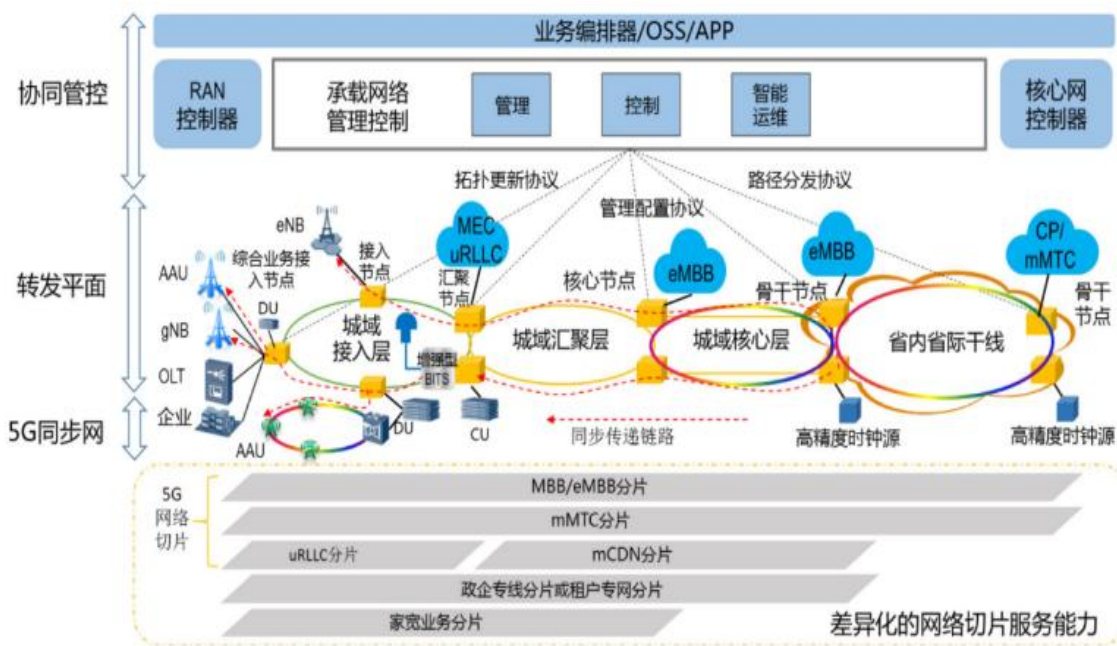 业务编排器/OSS/APP
协同管控
RAN
控制器
承载网络
管理控制
管理
控制
智能
运维
核心网
控制器
拓扑更新协议
路径分发协议
管理配置协议
转发平面
eNB
AAU
综合业务接
入节点
接入
节点
MEC
uRLLC
汇聚
节点
核心节点
eMBB
eMBB
骨干节点
CP/
mMTC
骨干
节点
DU
gNB
城域
接入层
城域汇聚层
城域核心层
省内省际干线
OLT
增强型
BITS
5G同步网
企业
AAU
DU
CU
同步传递链路
高精度时钟源
高精度时钟源
5G
网络
切片
MBB/eMBB分片
mMTC分片
uRLLC分片
mCDN分片
政企专线分片或租户专网分片
家宽业务分片
差异化的网络切片服务能力